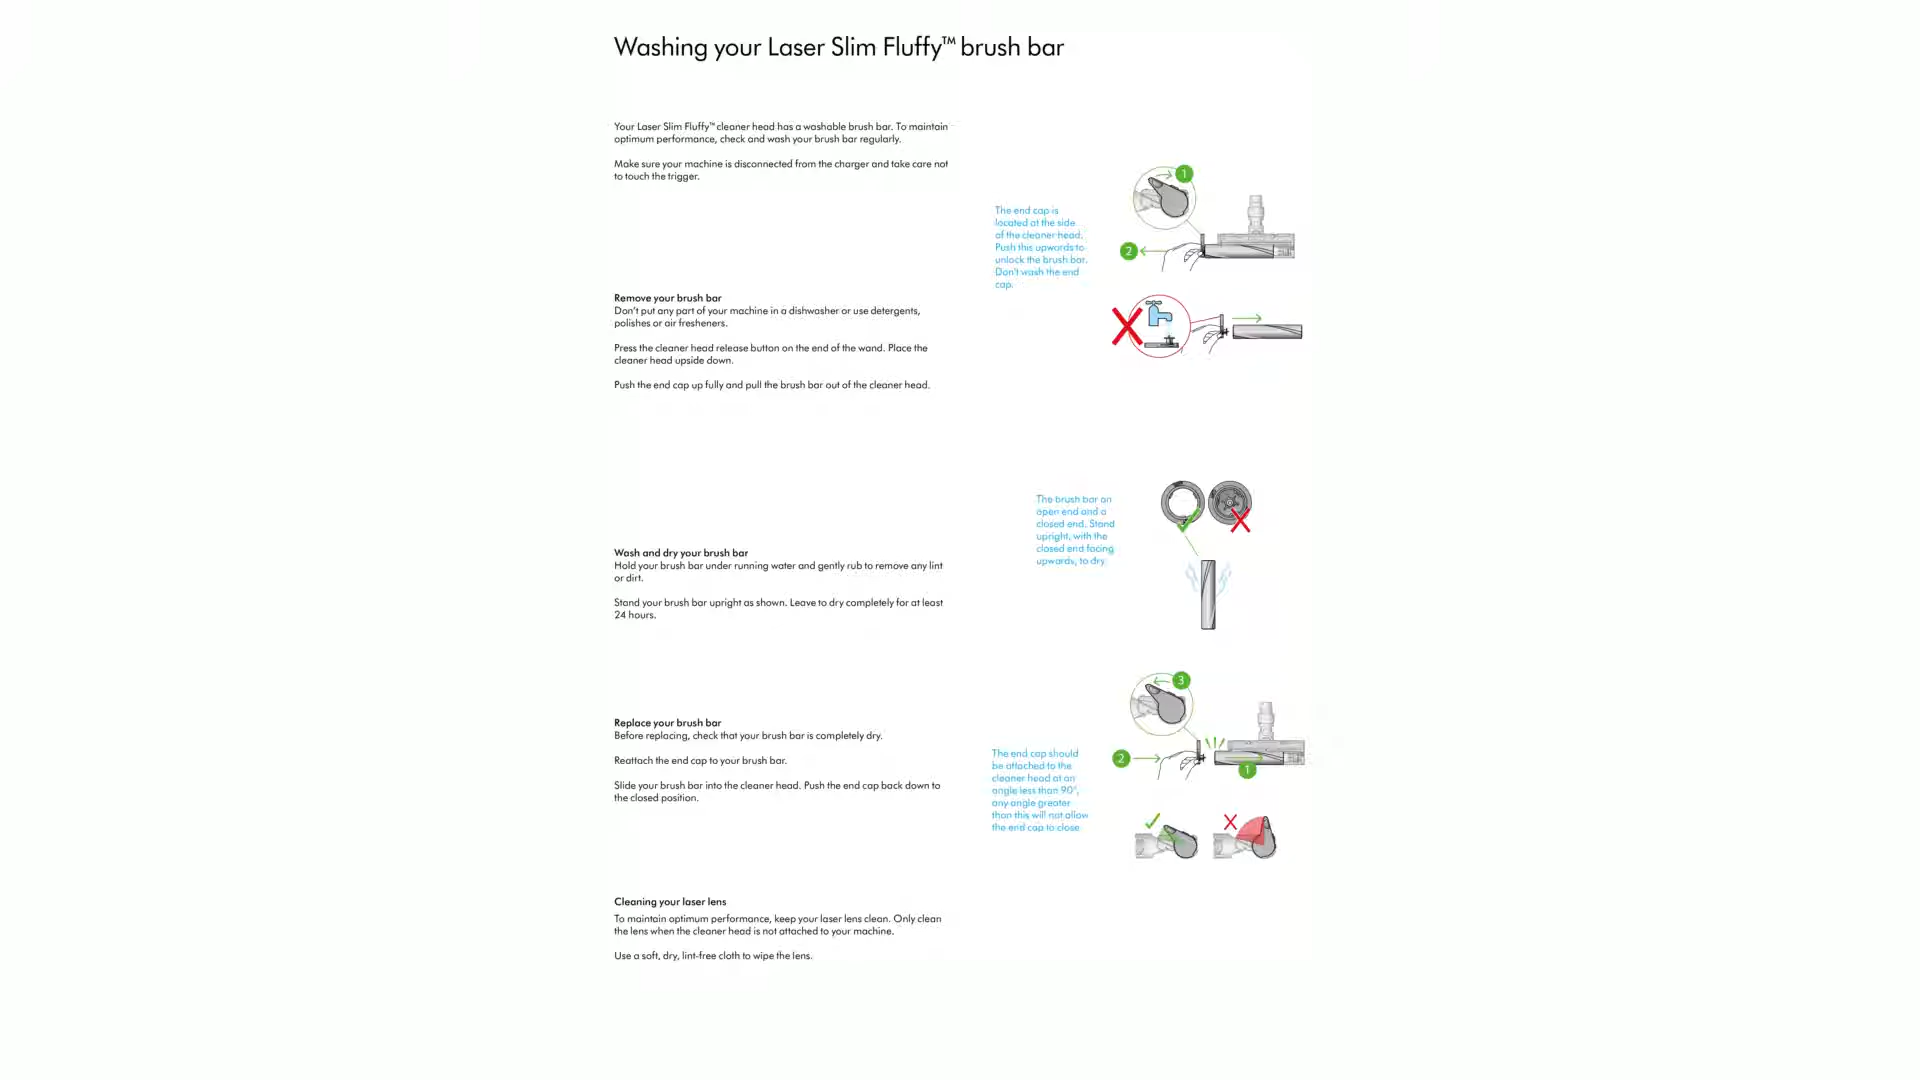 Washing your Laser Slim Fluffy™ brush bar
Your Laser Slim Fluffy™ cleaner head has a washable brush bar. To maintain
optimum performance, check and wash your brush bar regularly.
Make sure your machine is disconnected from the charger and take care not
to touch the trigger.
1
The end cap is
located at the side
of the cleaner head.
Push this upwards to
unlock the brush bar.
Don't wash the end
cap.
2
Remove your brush bar
Don't put any part of your machine in a dishwasher or use detergents,
polishes or air fresheners.
Press the cleaner head release button on the end of the wand. Place the
cleaner head upside down.
Push the end cap up fully and pull the brush bar out of the cleaner head.
The brush bar an
open end and a
closed end. Stand
upright, with the
closed end facing
upwards, to dry.
Wash and dry your brush bar
Hold your brush bar under running water and gently rub to remove any lint
or dirt.
Stand your brush bar upright as shown. Leave to dry completely for at least
24 hours.
3
Replace your brush bar
Before replacing, check that your brush bar is completely dry.
Reattach the end cap to your brush bar.
Slide your brush bar into the cleaner head. Push the end cap back down to
the closed position.
The end cap should
be attached to the
cleaner head at an
angle less than 90°,
any angle greater
than this will not allow
the end cap to close
2
1
Cleaning your laser lens
To maintain optimum performance, keep your laser lens clean. Only clean
the lens when the cleaner head is not attached to your machine.
Use a soft, dry, lint-free cloth to wipe the lens.